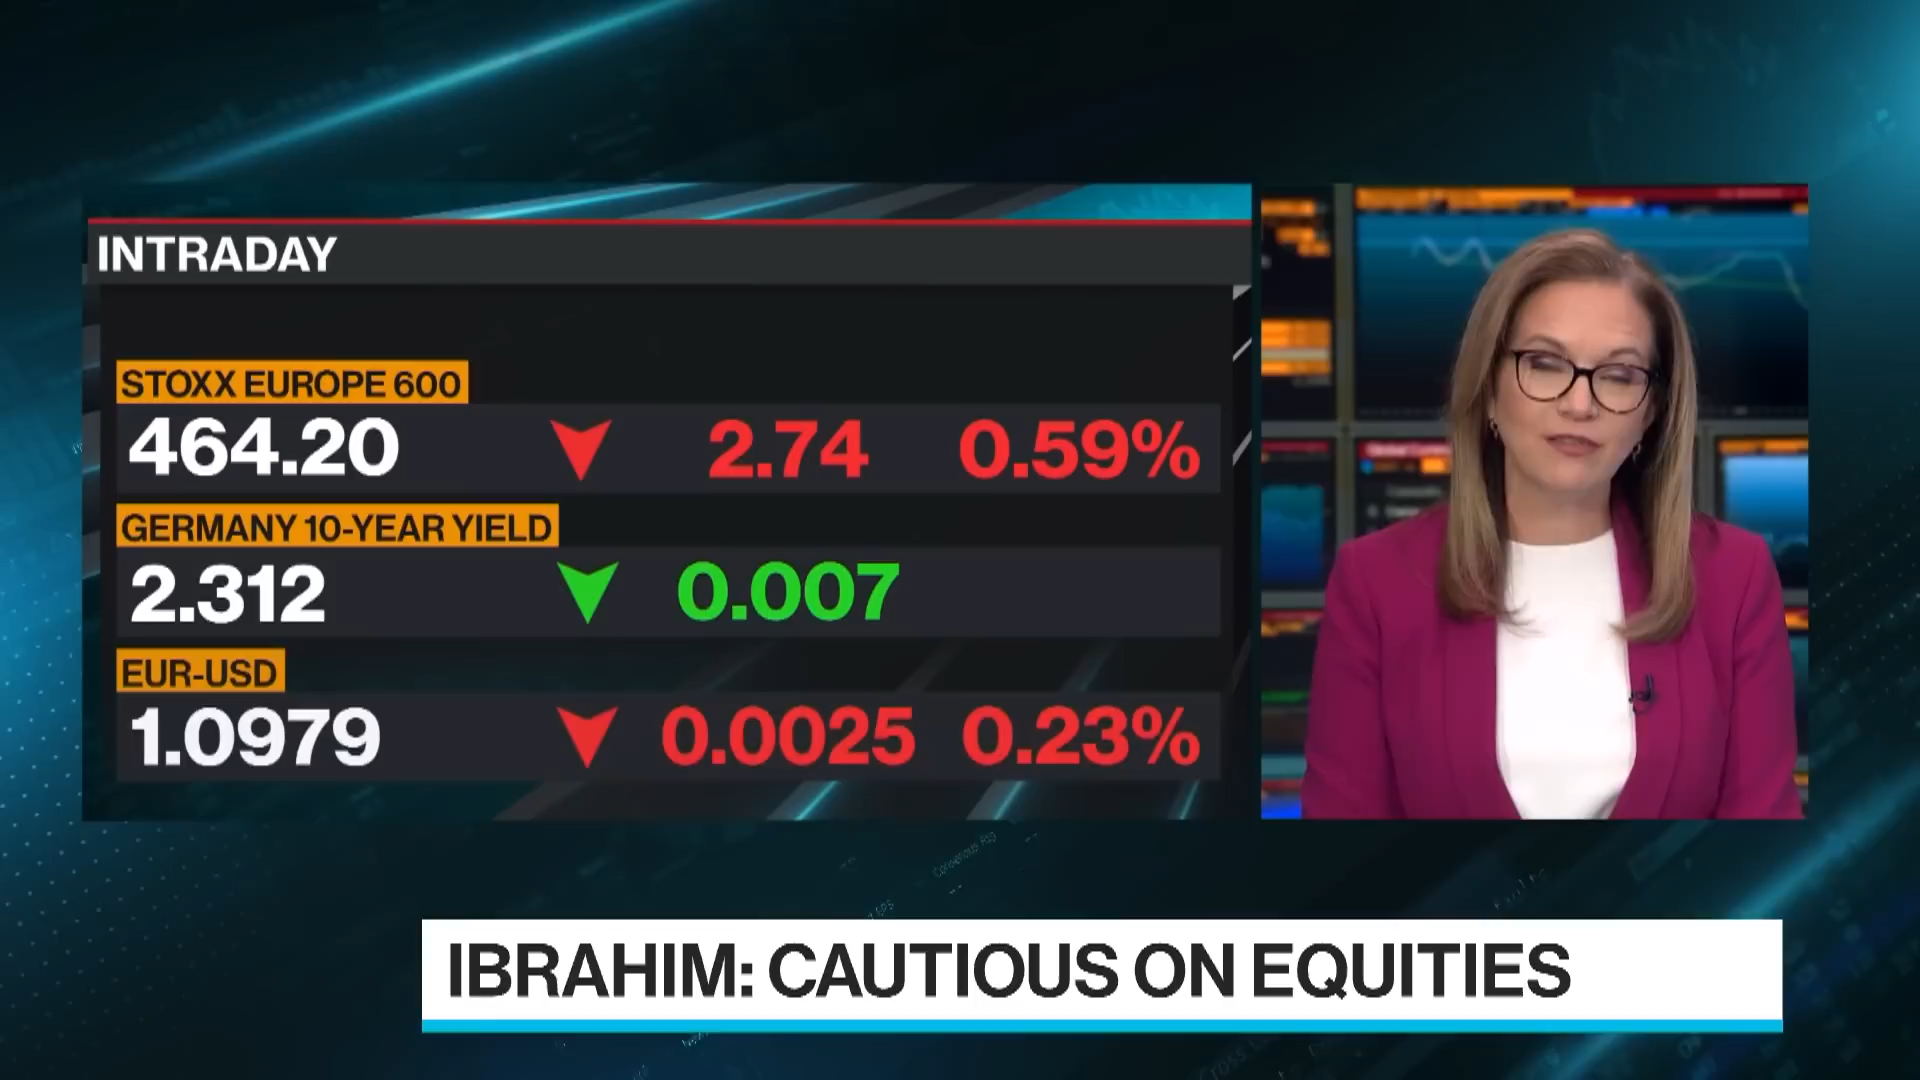 INTRADAY
STOXX EUROPE 600
464.20 2.74 0.59%
GERMANY 10-YEAR YIELD
2.312 0.007
EUR-USD
1.0979 0.0025 0.23%
IBRAHIM: CAUTIOUS ON EQUITIES